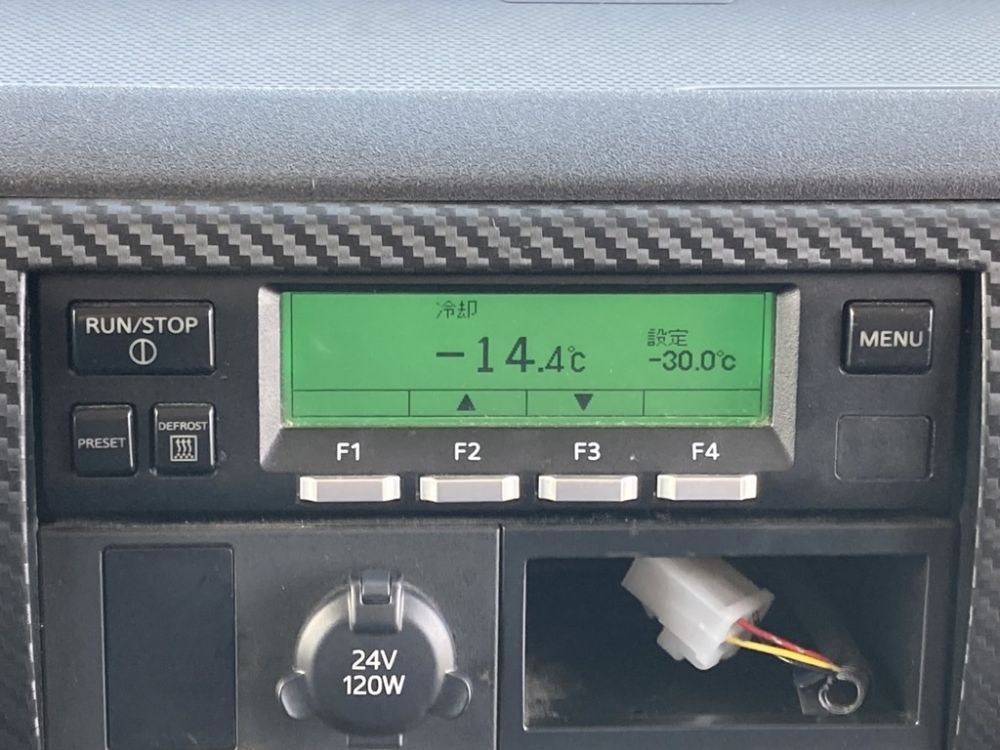 RUN/STOP
PRESET
DEFROST
冷却
-14.4℃
設定
-30.0℃
▲
▼
F1
F2
F3
F4
MENU
24V
120W